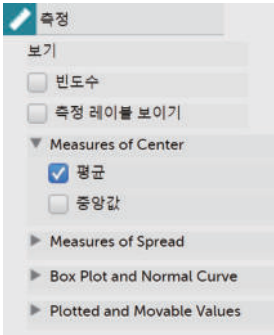 측정
보기
빈도수
측정 레이블 보이기
Measures of Center
평균
중앙값
Measures of Spread
Box Plot and Normal Curve
Plotted and Movable Values